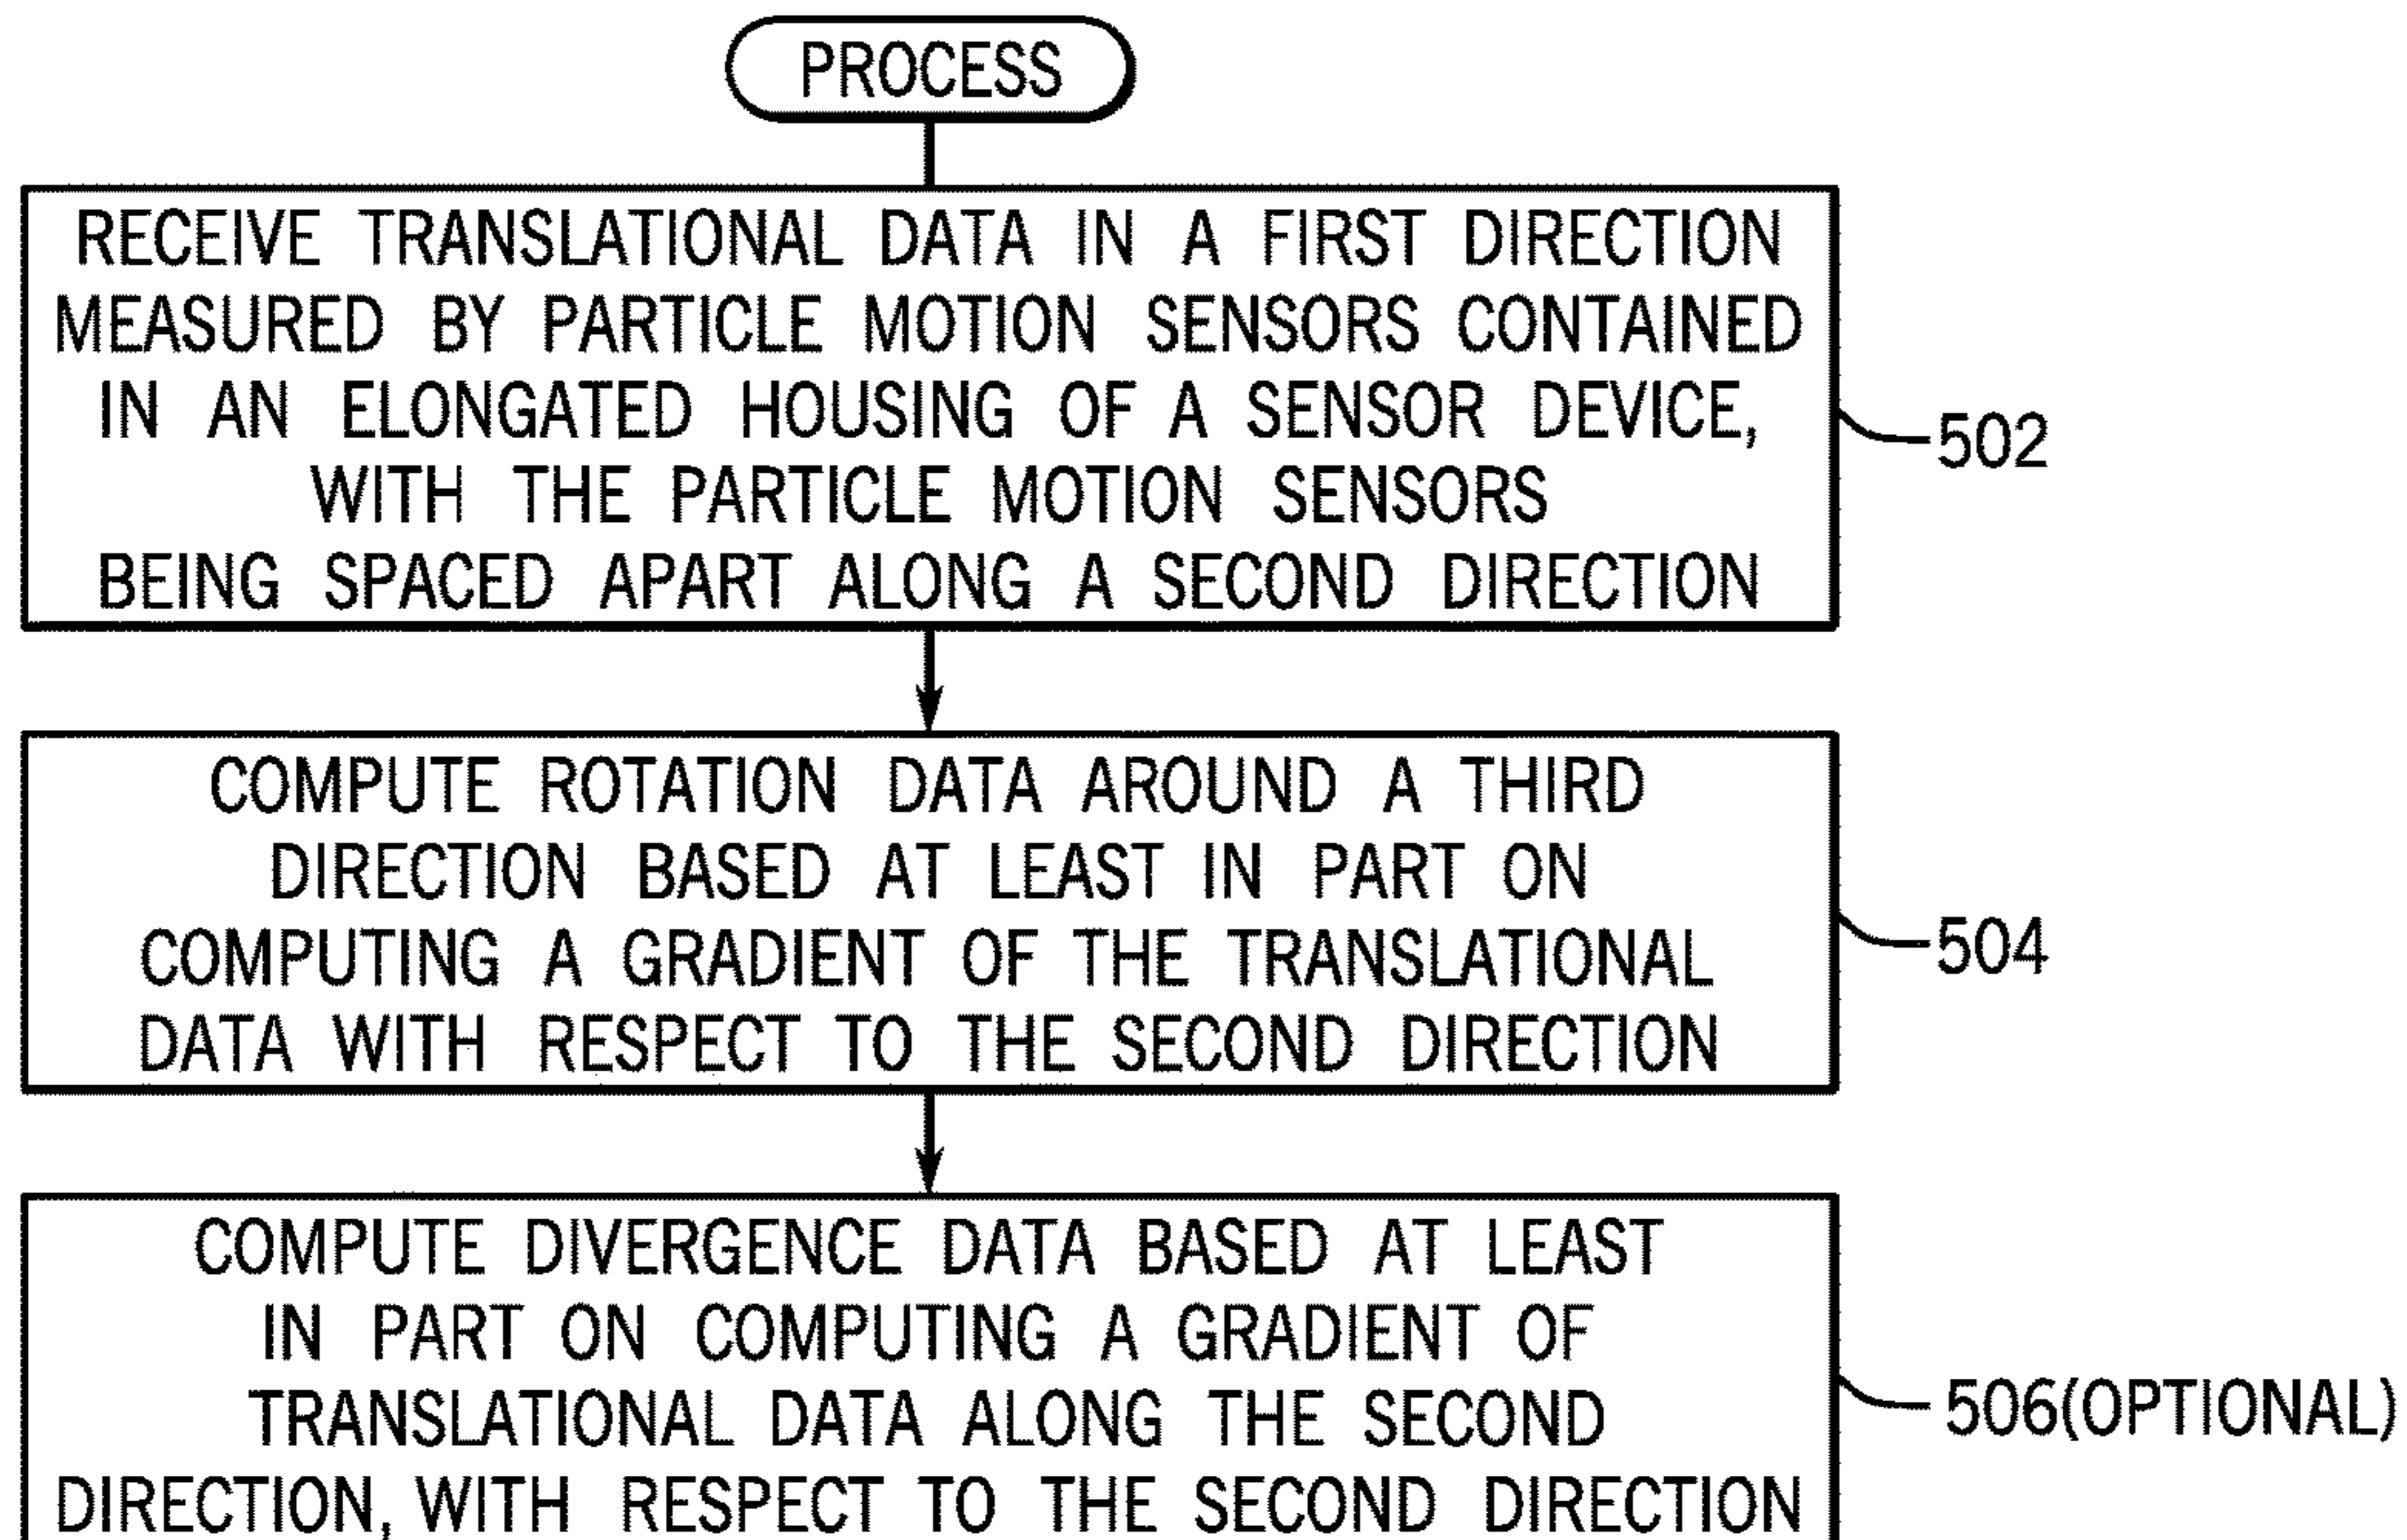 PROCESS
RECEIVE TRANSLATIONAL DATA IN A FIRST DIRECTION
MEASURED BY PARTICLE MOTION SENSORS CONTAINED
IN AN ELONGATED HOUSING OF A SENSOR DEVICE,
WITH THE PARTICLE MOTION SENSORS
BEING SPACED APART ALONG A SECOND DIRECTION
502
COMPUTE ROTATION DATA AROUND A THIRD
DIRECTION BASED AT LEAST IN PART ON
COMPUTING A GRADIENT OF THE TRANSLATIONAL
DATA WITH RESPECT TO THE SECOND DIRECTION
504
COMPUTE DIVERGENCE DATA BASED AT LEAST
IN PART ON COMPUTING A GRADIENT OF
TRANSLATIONAL DATA ALONG THE SECOND
DIRECTION, WITH RESPECT TO THE SECOND DIRECTION
506(OPTIONAL)